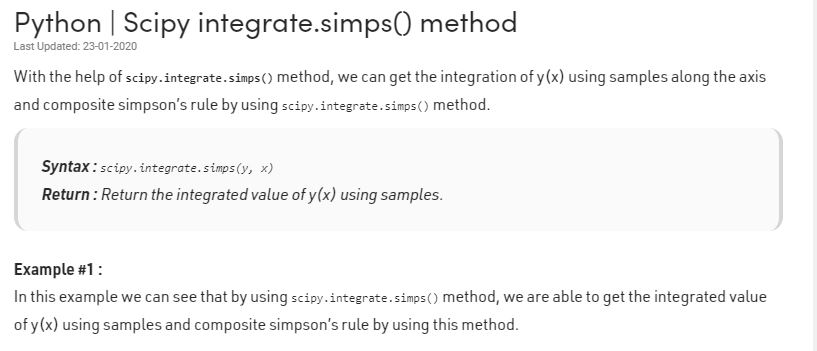 Python | Scipy integrate.simps() method
Last Updated: 23-01-2020
With the help of scipy.integrate.simps() method, we can get the integration of y(x) using samples along the axis
and composite simpson's rule by using scipy.integrate.simps() method.
Syntax : scipy.integrate.simps(y, x)
Return : Return the integrated value of y(x) using samples.
Example #1 :
In this example we can see that by using scipy.integrate.simps() method, we are able to get the integrated value
of y(x) using samples and composite simpson's rule by using this method.